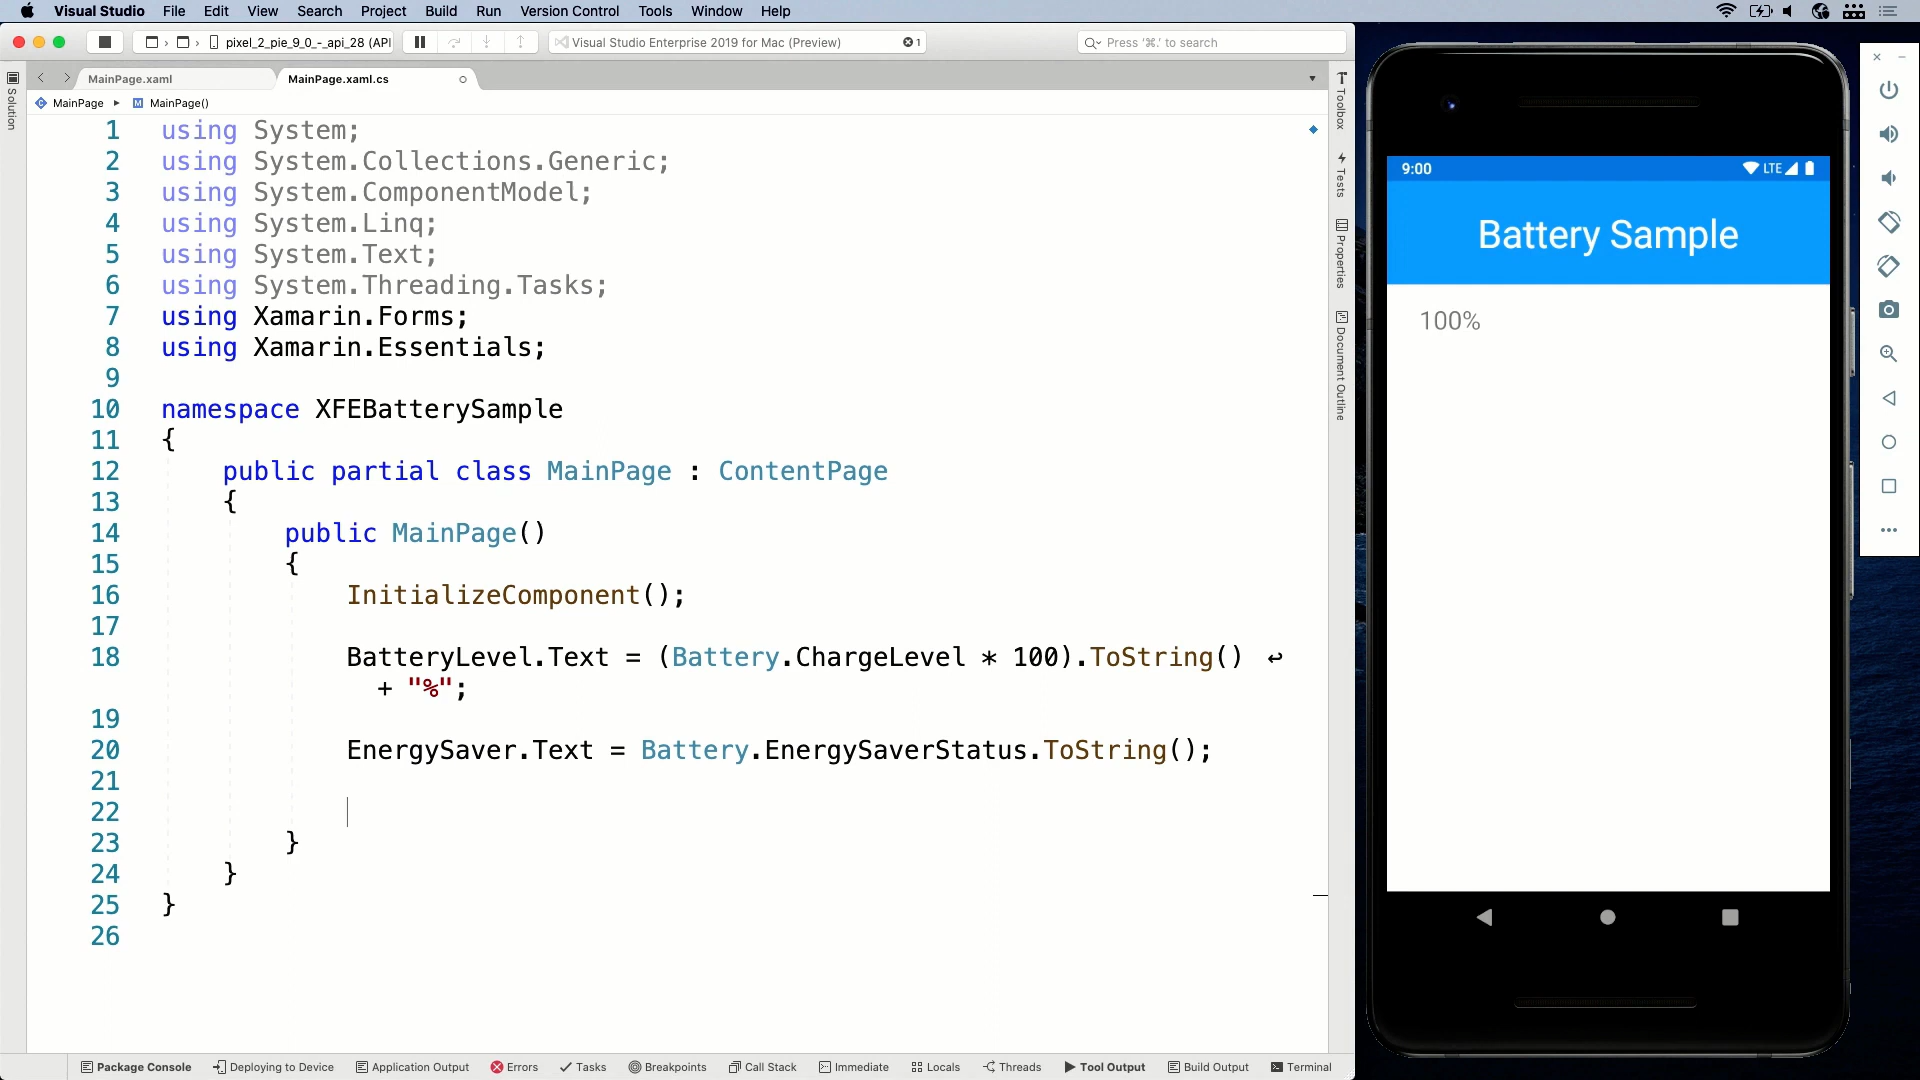 Visual Studio File Edit View Search Project Build Run Version Control Tools Window Help
pixel_2_pie_9_0_-_api_28 (API
Visual Studio Enterprise 2019 for Mac (Preview)
1
Press ‘⌘.’ to search
MainPage.xaml
MainPage.xaml.cs
MainPage
MainPage()
Solution
1 using System;
2 using System.Collections.Generic;
3 using System.ComponentModel;
4 using System.Linq;
5 using System.Text;
6 using System.Threading.Tasks;
7 using Xamarin.Forms;
8 using Xamarin.Essentials;
9
10 namespace XFEBatterySample
11 {
12 public partial class MainPage : ContentPage
13 {
14 public MainPage()
15 {
16 InitializeComponent();
17
18 BatteryLevel.Text = (Battery.ChargeLevel * 100).ToString()
+ "%";
19
20 EnergySaver.Text = Battery.EnergySaverStatus.ToString();
21
22
23 }
24 }
25 }
26
Toolbox
Tests
Properties
Document Outline
9:00
LTE
Battery Sample
100%
Package Console Deploying to Device Application Output Errors Tasks Breakpoints Call Stack Immediate Locals Threads Tool Output Build Output Terminal